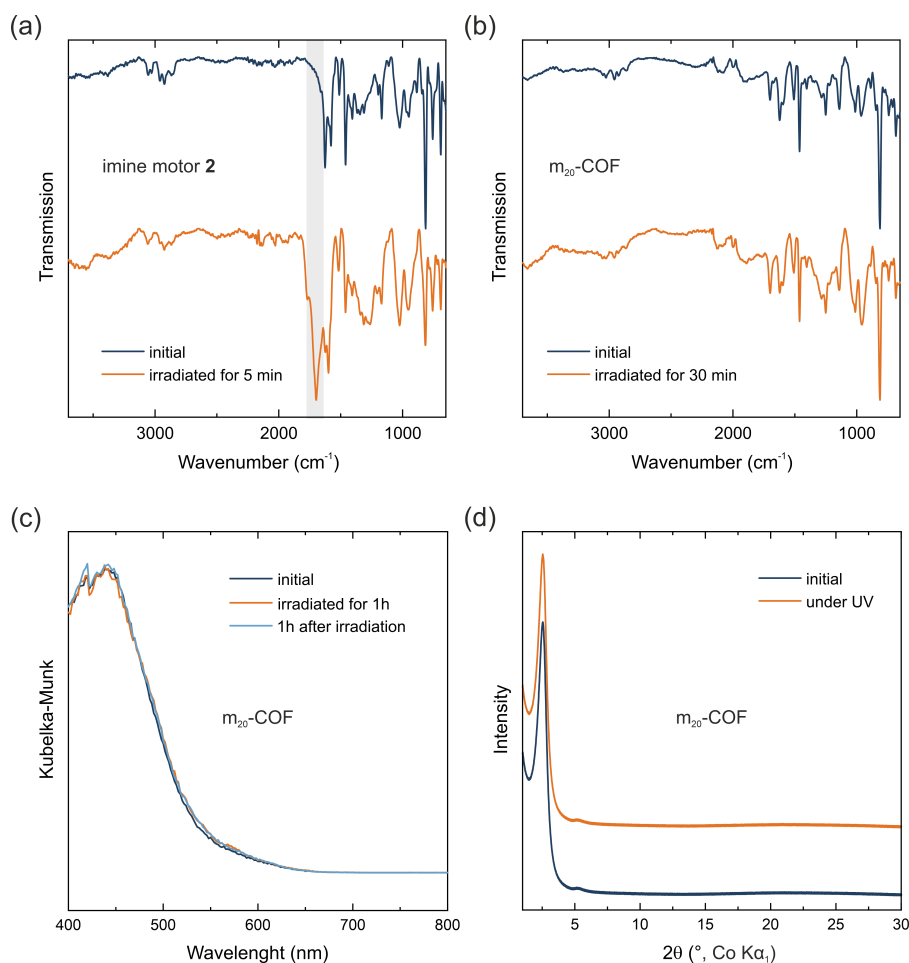 (a)
Transmission
imine motor 2
initial
irradiated for 5 min
3000 2000 1000
Wavenumber (cm⁻¹)
(b)
Transmission
m₂₀-COF
initial
irradiated for 30 min
3000 2000 1000
Wavenumber (cm⁻¹)
(c)
Kubelka-Munk
initial
irradiated for 1h
1h after irradiation
m₂₀-COF
400 500 600 700 800
Wavelenght (nm)
(d)
Intensity
initial
under UV
m₂₀-COF
5 10 15 20 25 30
2θ (°, Co Kα₁)